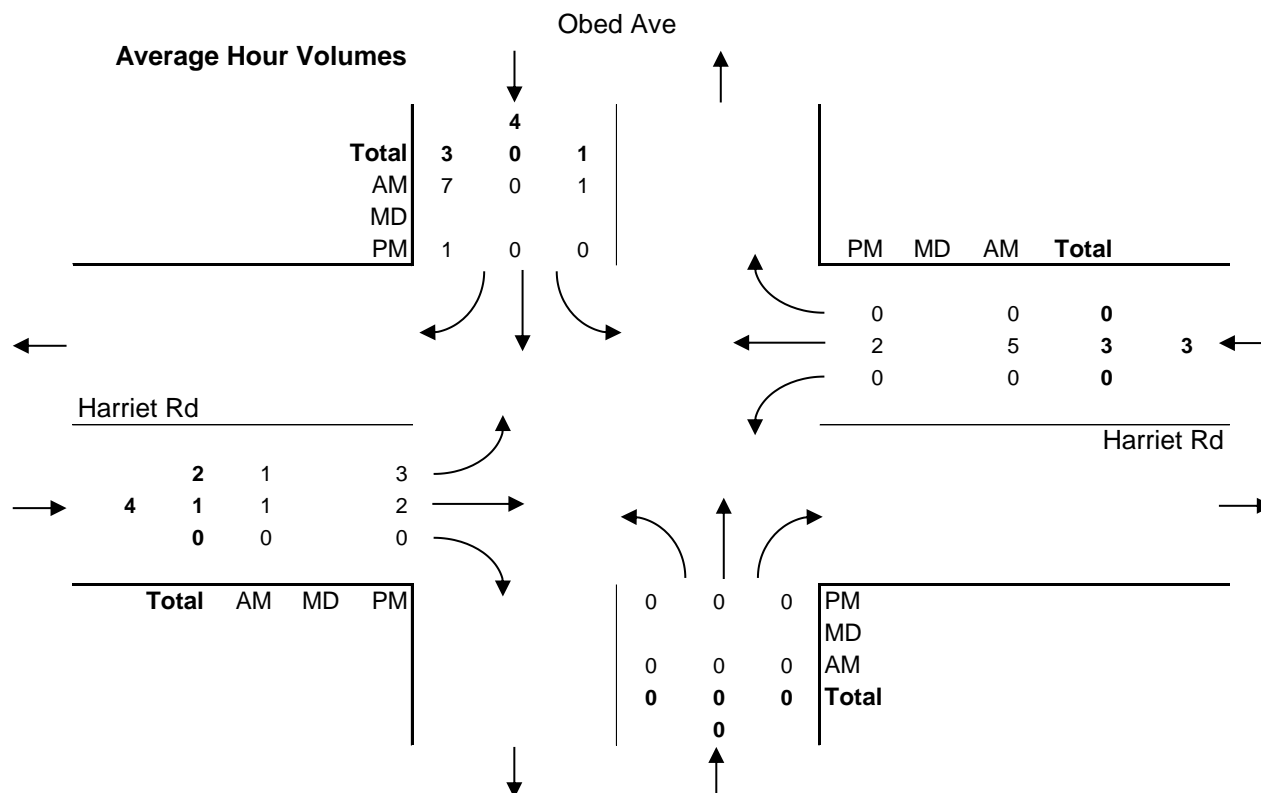 Obed Ave
Average Hour Volumes
4
Total 3 0 1
AM 7 0 1
MD
PM 1 0 0
PM MD AM Total
0 0 0
2 5 3 3
0 0 0
Harriet Rd
Harriet Rd
2 1 3
4 1 1 2
0 0 0
Total AM MD PM
0 0 0 PM
MD
0 0 0 AM
0 0 0 Total
0